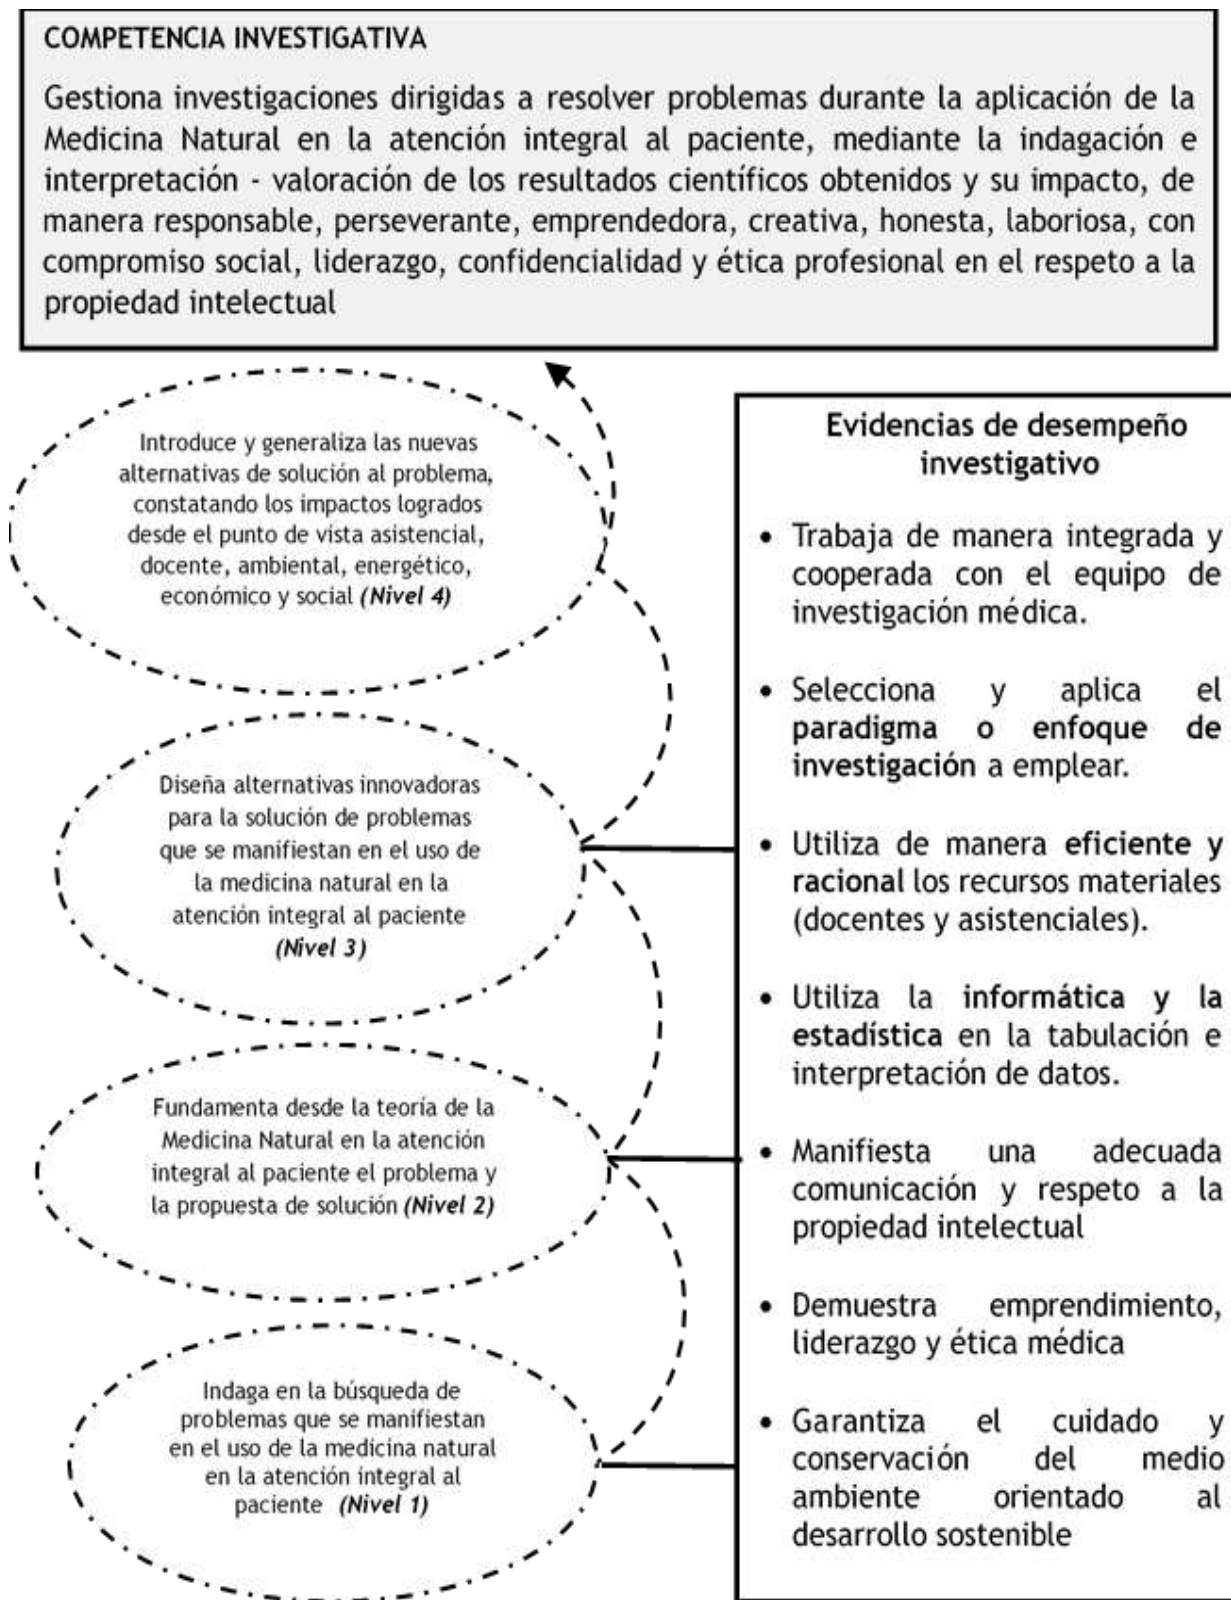 COMPETENCIA INVESTIGATIVA
Gestiona investigaciones dirigidas a resolver problemas durante la aplicación de la
Medicina Natural en la atención integral al paciente, mediante la indagación e
interpretación - valoración de los resultados científicos obtenidos y su impacto, de
manera responsable, perseverante, emprendedora, creativa, honesta, laboriosa, con
compromiso social, liderazgo, confidencialidad y ética profesional en el respeto a la
propiedad intelectual
Introduce y generaliza las nuevas
alternativas de solución al problema,
constatando los impactos logrados
desde el punto de vista asistencial,
docente, ambiental, energético,
económico y social (Nivel 4)
Diseña alternativas innovadoras
para la solución de problemas
que se manifiestan en el uso de
la medicina natural en la
atención integral al paciente
(Nivel 3)
Fundamenta desde la teoría de la
Medicina Natural en la atención
integral al paciente el problema y
la propuesta de solución (Nivel 2)
Indaga en la búsqueda de
problemas que se manifiestan
en el uso de la medicina natural
en la atención integral al
paciente (Nivel 1)
Evidencias de desempeño
investigativo
• Trabaja de manera integrada y
cooperada con el equipo de
investigación médica.
• Selecciona y aplica el
paradigma o enfoque de
investigación a emplear.
• Utiliza de manera eficiente y
racional los recursos materiales
(docentes y asistenciales).
• Utiliza la informática y la
estadística en la tabulación e
interpretación de datos.
• Manifiesta una adecuada
comunicación y respeto a la
propiedad intelectual
• Demuestra emprendimiento,
liderazgo y ética médica
• Garantiza el cuidado y
conservación del medio
ambiente orientado al
desarrollo sostenible